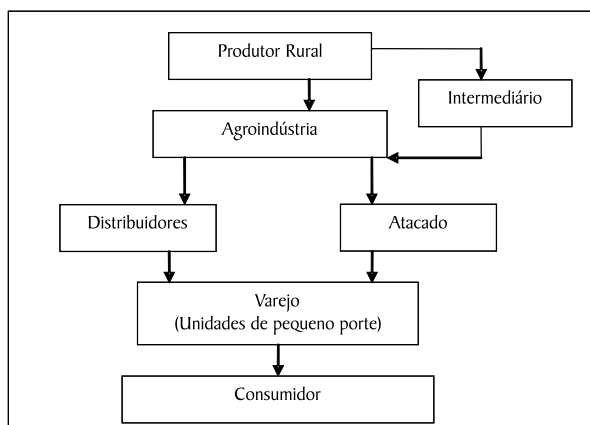 Produtor Rural
Intermediário
Agroindústria
Distribuidores
Atacado
Varejo
(Unidades de pequeno porte)
Consumidor